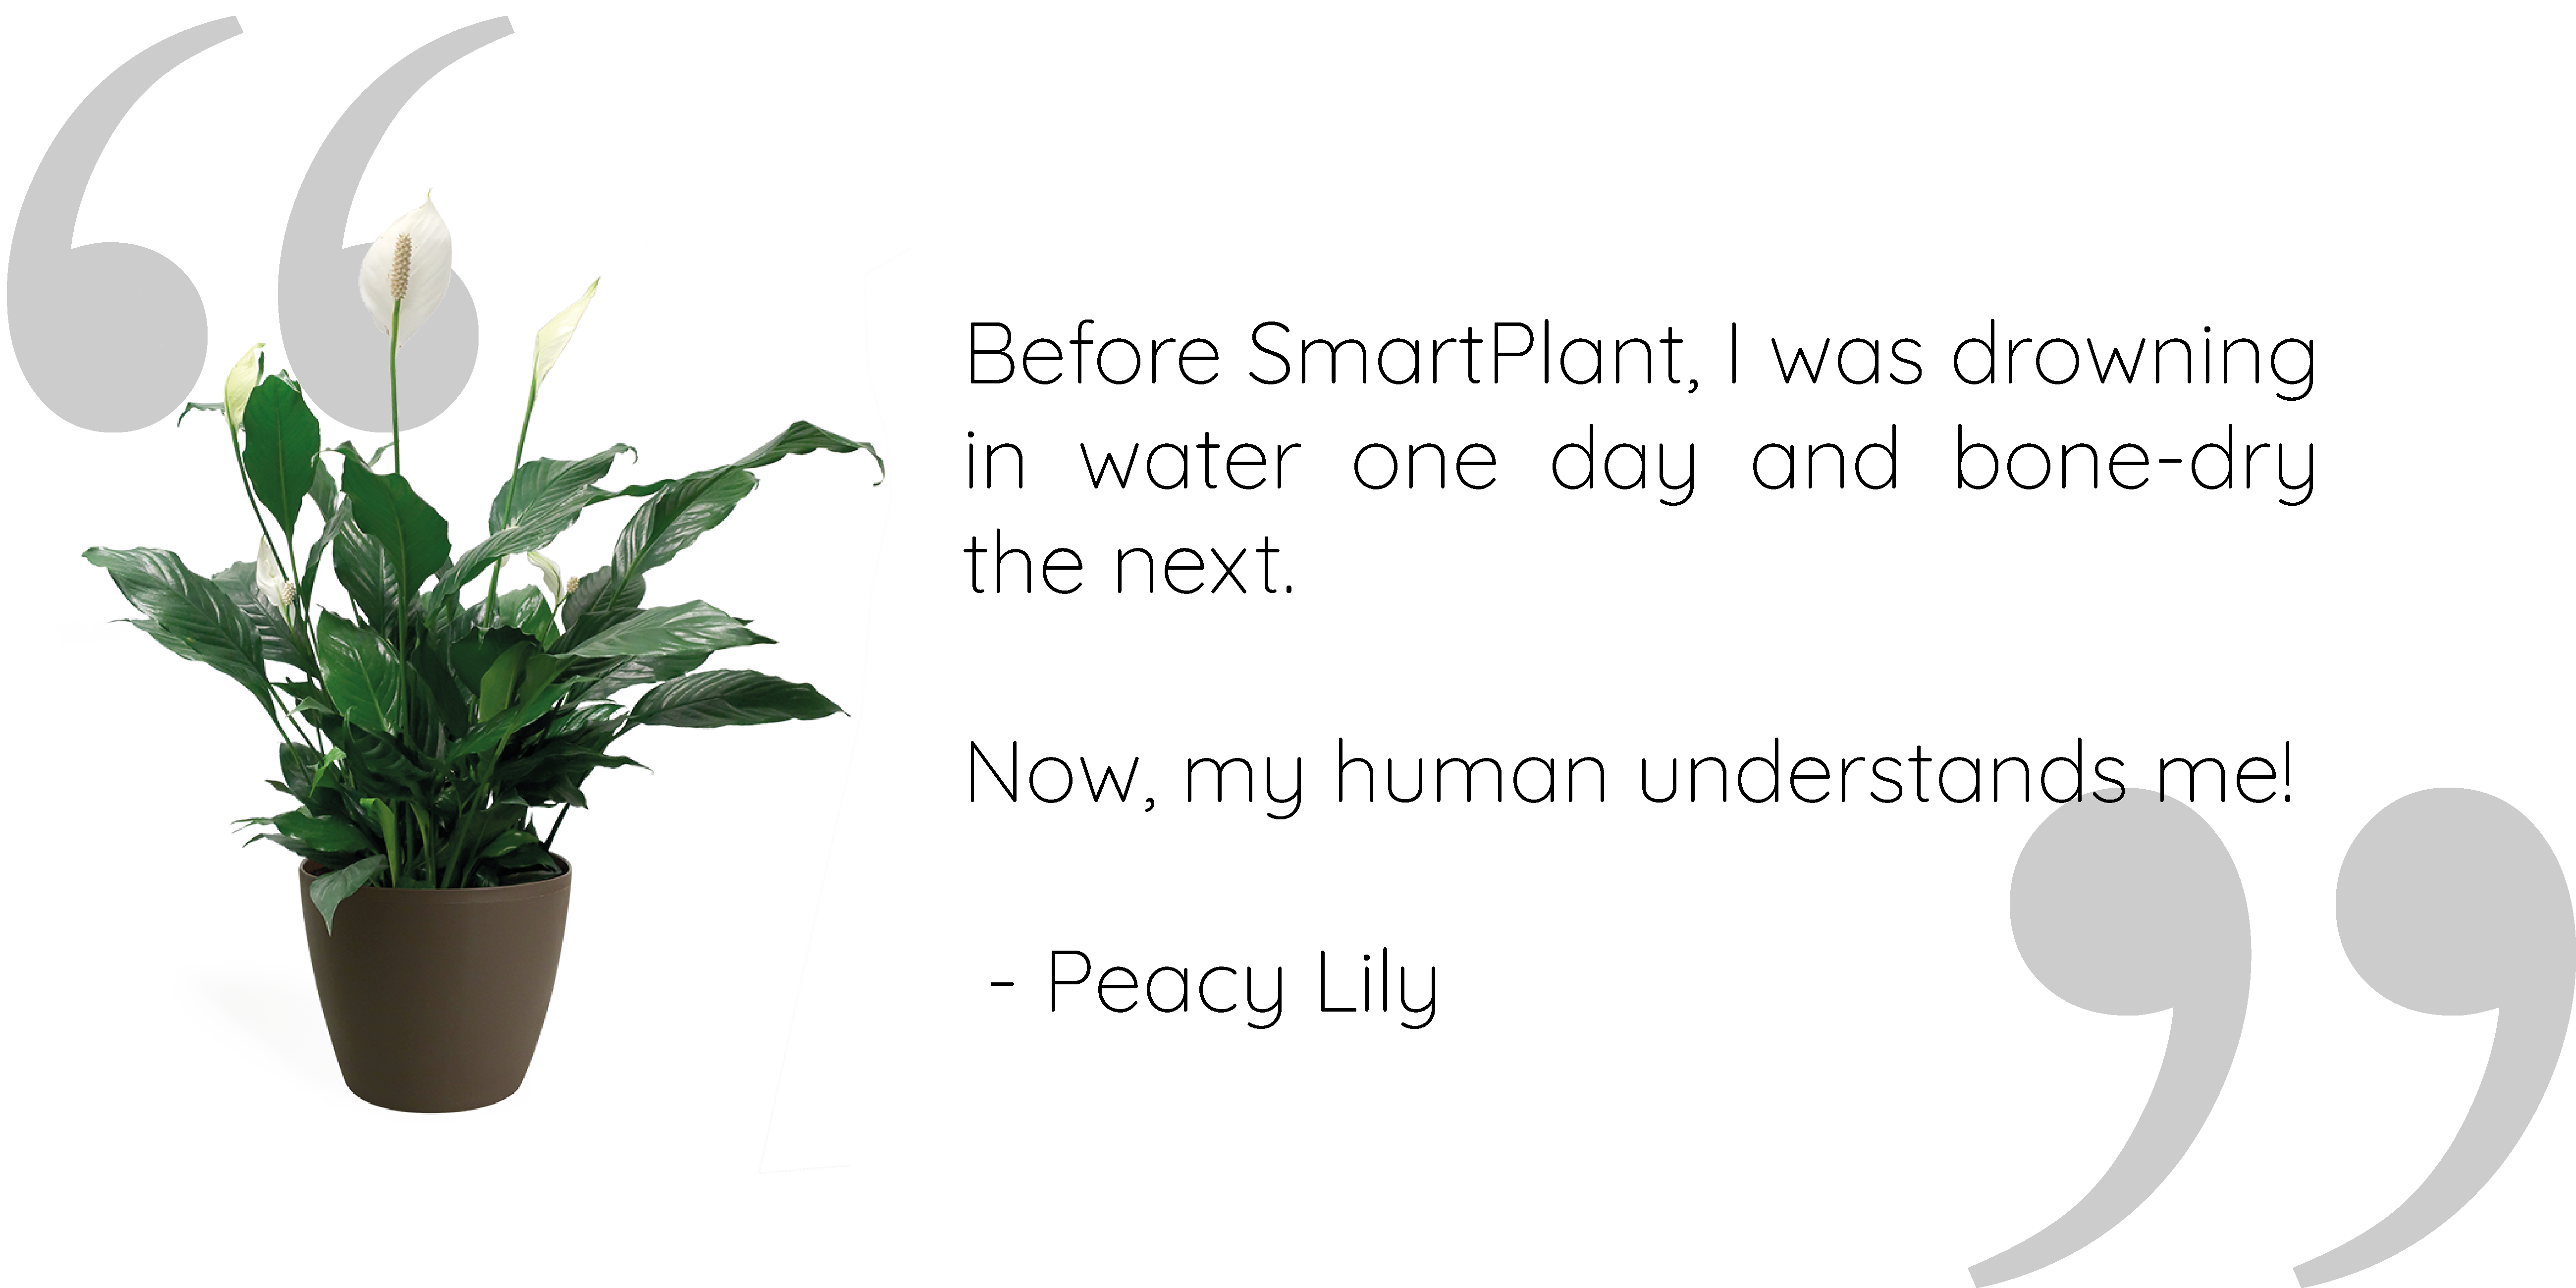 Before SmartPlant, I was drowning
in water one day and bone-dry
the next.
Now, my human understands me!
- Peacy Lily